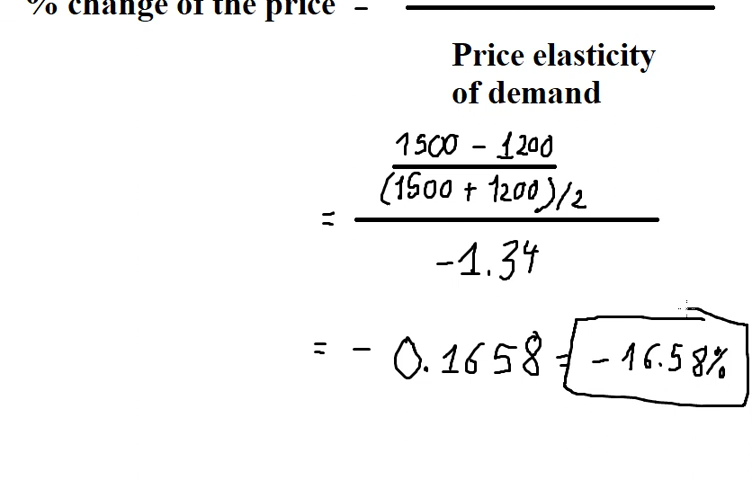 % change of the price =
Price elasticity
of demand
1500 - 1200
(1500 + 1200)/2
=
-1.34
= - 0.1658 = -16.58%